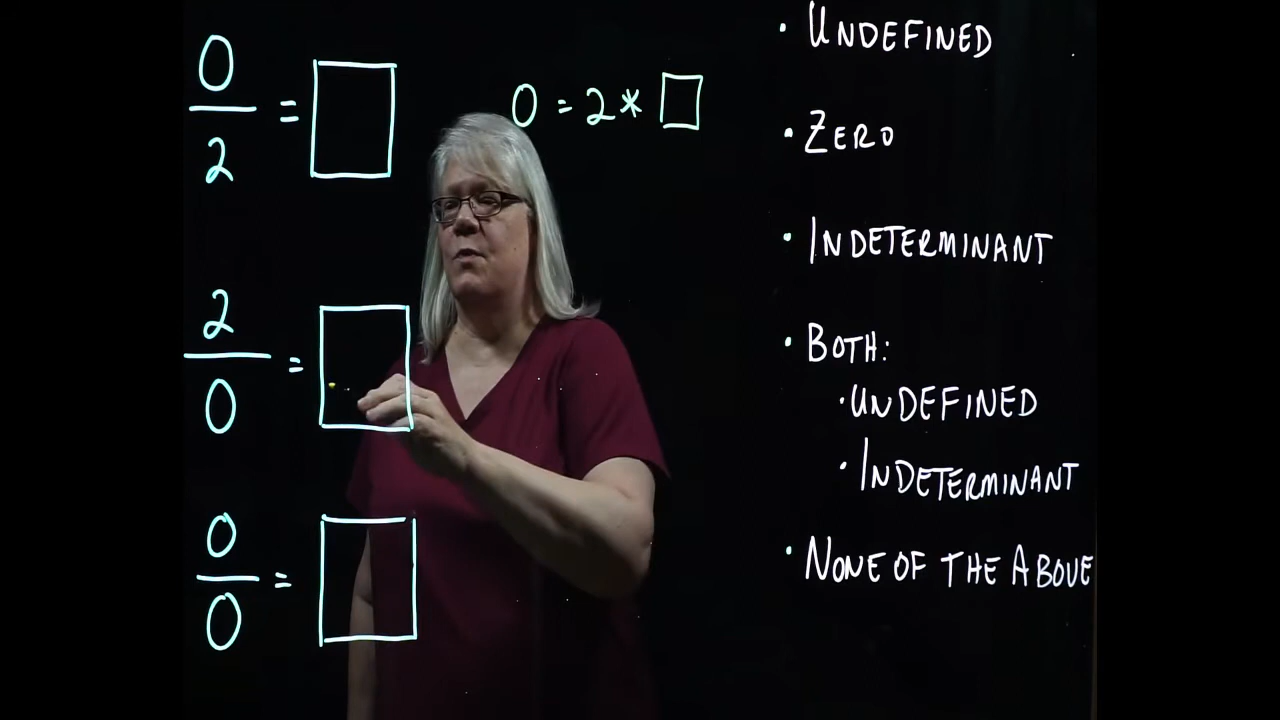 0/2 = □
0 = 2 * □
2/0 = □
0/0 = □
• UNDEFINED
• ZERO
• INDETERMINANT
• BOTH:
• UNDEFINED
• INDETERMINANT
• NONE OF THE ABOVE